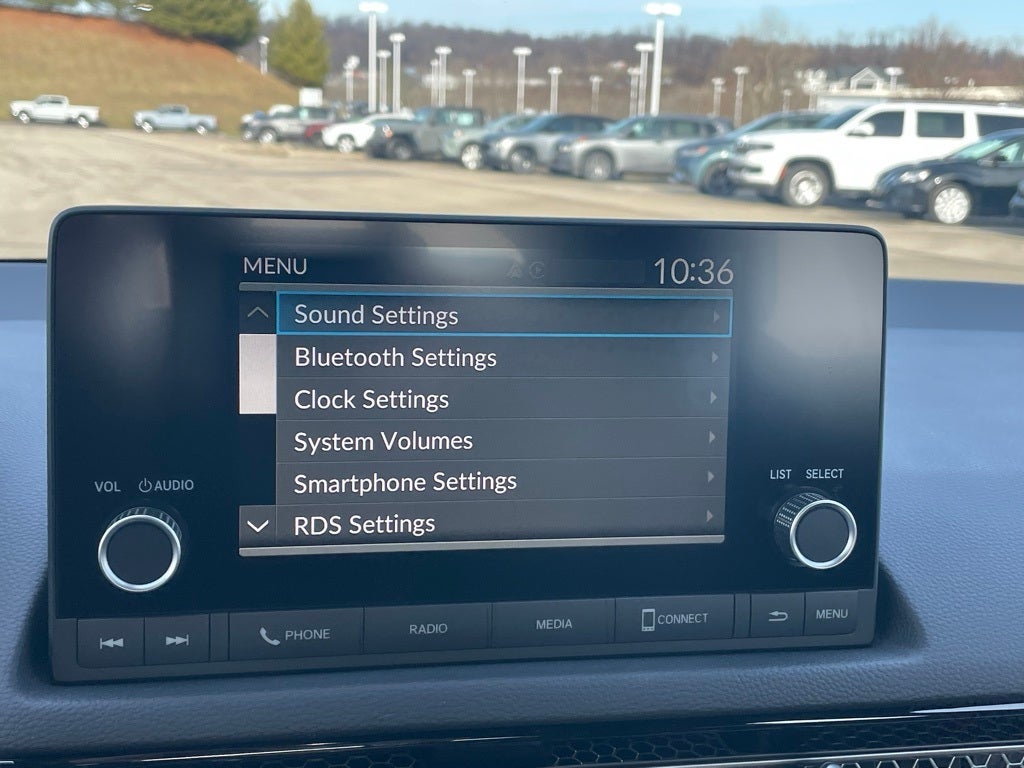 MENU 10:36
Sound Settings
Bluetooth Settings
Clock Settings
System Volumes
Smartphone Settings
RDS Settings
VOL AUDIO
LIST SELECT
PHONE RADIO MEDIA CONNECT MENU